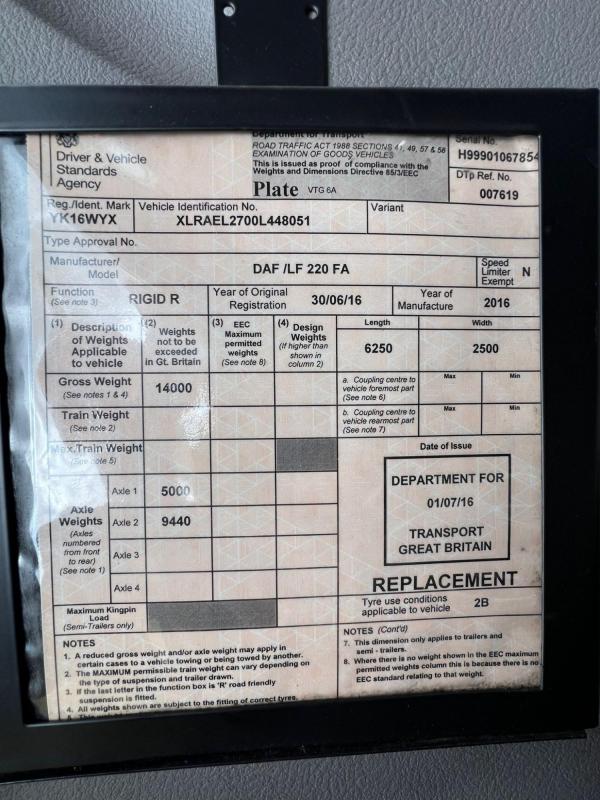 Driver & Vehicle
Standards
Agency
Department for Transport
ROAD TRAFFIC ACT 1988 SECTIONS 41, 49, 57 & 58
EXAMINATION OF GOODS VEHICLES
This is issued as proof of compliance with the
Weights and Dimensions Directive 85/3/EEC
Plate VTG 6A
Serial No.
H99901067854
DTp Ref. No.
007619
Reg./Ident. Mark
YK16WYX
Vehicle Identification No.
XLRAEL2700L448051
Variant
Type Approval No.
Manufacturer/
Model
DAF /LF 220 FA
Speed
Limiter
Exempt
N
Function
(See note 3)
RIGID R
Year of Original
Registration
30/06/16
Year of
Manufacture
2016
(1) Description
of Weights
Applicable
to vehicle
(2) Weights
not to be
exceeded
in Gt. Britain
(3) EEC
Maximum
permitted
weights
(See note 8)
(4) Design
Weights
(If higher than
shown in
column 2)
Length
6250
Width
2500
Gross Weight
(See notes 1 & 4)
14000
a. Coupling centre to
vehicle foremost part
(See note 6)
Max
Min
Train Weight
(See note 2)
b. Coupling centre to
vehicle rearmost part
(See note 7)
Max
Min
Max.Train Weight
(See note 5)
Axle
Weights
(Axles
numbered
from front
to rear)
(See note 1)
Axle 1
5000
Axle 2
9440
Axle 3
Axle 4
Date of Issue
DEPARTMENT FOR
01/07/16
TRANSPORT
GREAT BRITAIN
REPLACEMENT
Maximum Kingpin
Load
(Semi-Trailers only)
Tyre use conditions
applicable to vehicle
2B
NOTES
1. A reduced gross weight and/or axle weight may apply in
certain cases to a vehicle towing or being towed by another.
2. The MAXIMUM permissible train weight can vary depending on
the type of suspension and trailer drawn.
3. If the last letter in the function box is 'R' road friendly
suspension is fitted.
4. All weights shown are subject to the fitting of correct tyres.
NOTES (Cont'd)
7. This dimension only applies to trailers and
semi - trailers.
8. Where there is no weight shown in the EEC maximum
permitted weights column this is because there is no
EEC standard relating to that weight.